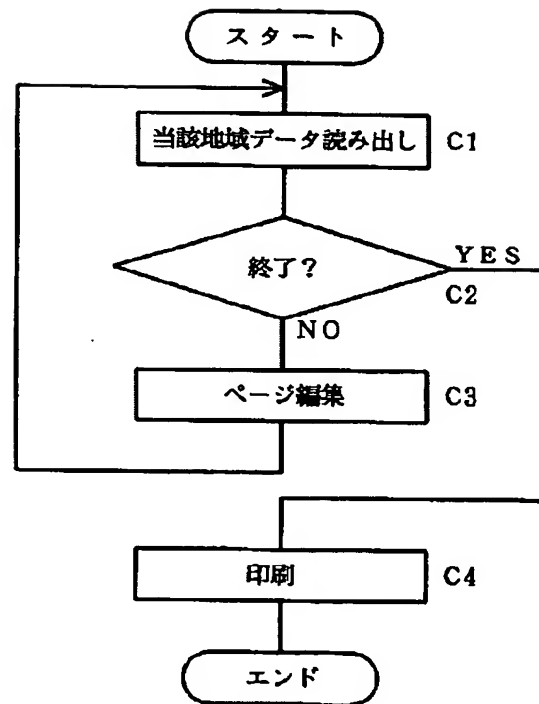 スタート
当該地域データ読み出し C1
終了?
YES
C2
NO
ページ編集 C3
印刷 C4
エンド